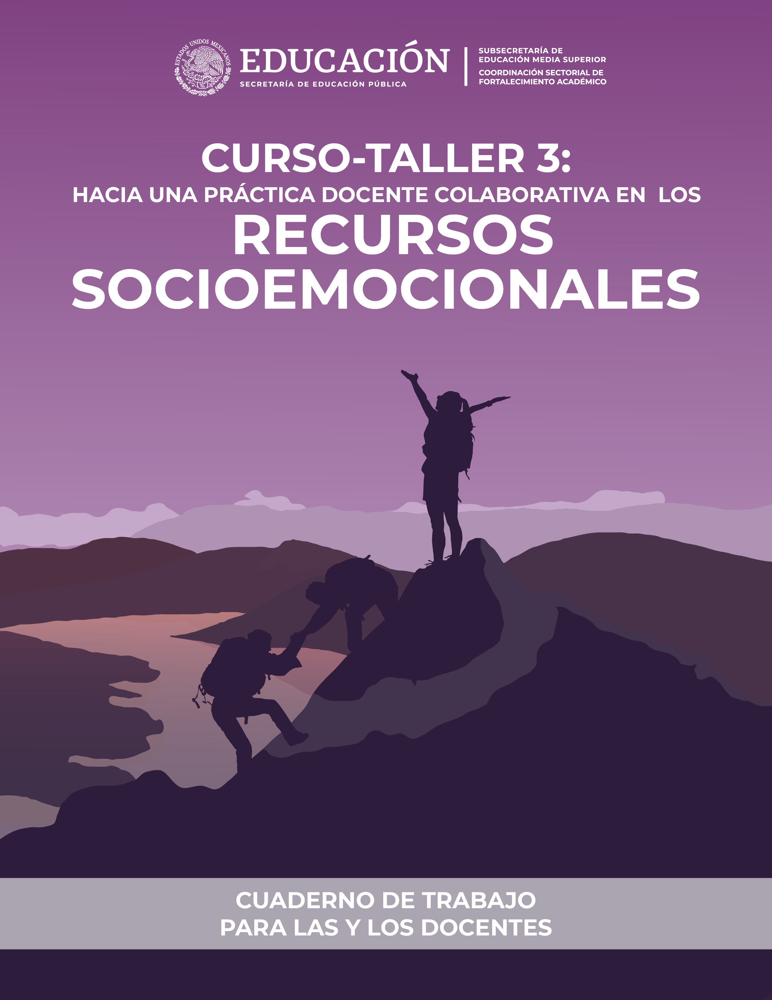 ESTADOS UNIDOS MEXICANOS
EDUCACIÓN
SECRETARÍA DE EDUCACIÓN PÚBLICA
SUBSECRETARÍA DE
EDUCACIÓN MEDIA SUPERIOR
COORDINACIÓN SECTORIAL DE
FORTALECIMIENTO ACADÉMICO
CURSO-TALLER 3:
HACIA UNA PRÁCTICA DOCENTE COLABORATIVA EN LOS
RECURSOS
SOCIOEMOCIONALES
CUADERNO DE TRABAJO
PARA LAS Y LOS DOCENTES